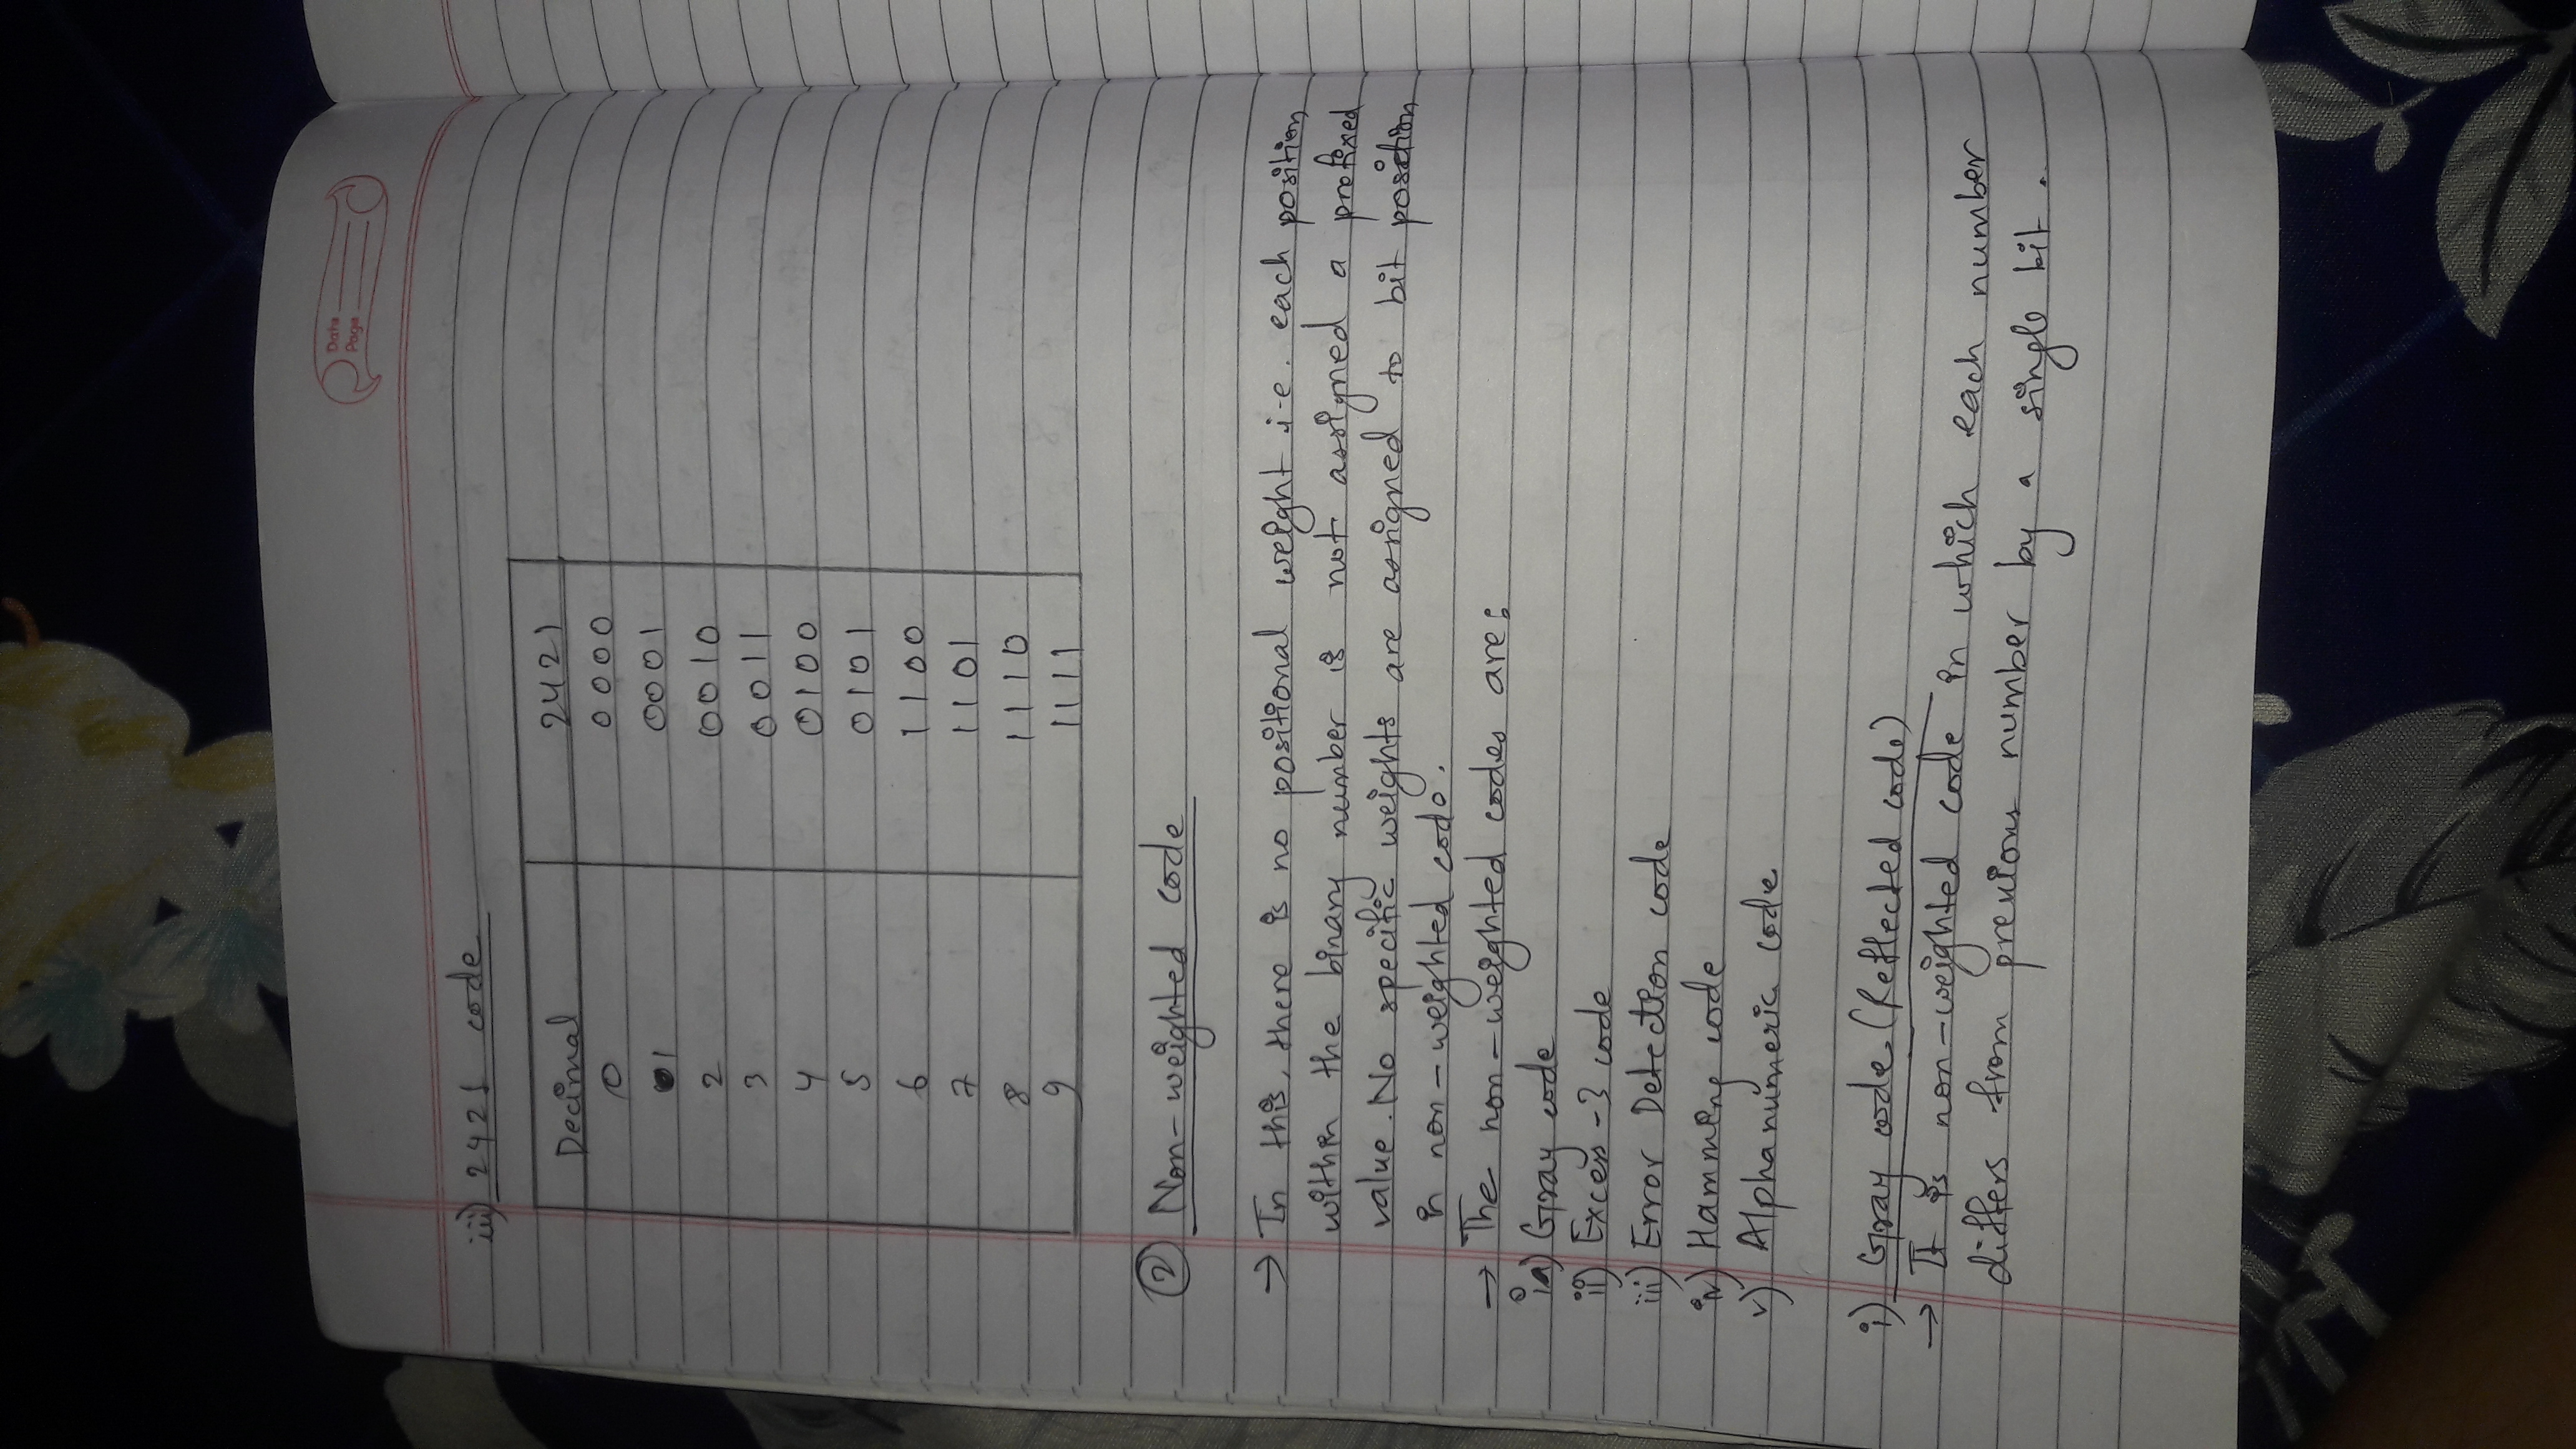 Date
Page
iii) 2421 code
Decimal 2421
0 0000
1 0001
2 0010
3 0011
4 0100
5 0101
6 1100
7 1101
8 1110
9 1111
② Non-weighted code
→ In this, there is no positional weight i.e. each position
within the binary number is not assigned a prefixed
value. No specific weights are assigned to bit position
in non-weighted code.
→ The non-weighted codes are:
i) Gray code
ii) Excess-3 code
iii) Error Detection code
iv) Hamming code
v) Alphanumeric code
i) Gray code (Reflected code)
→ It is non-weighted code in which each number
differs from previous number by a single bit.